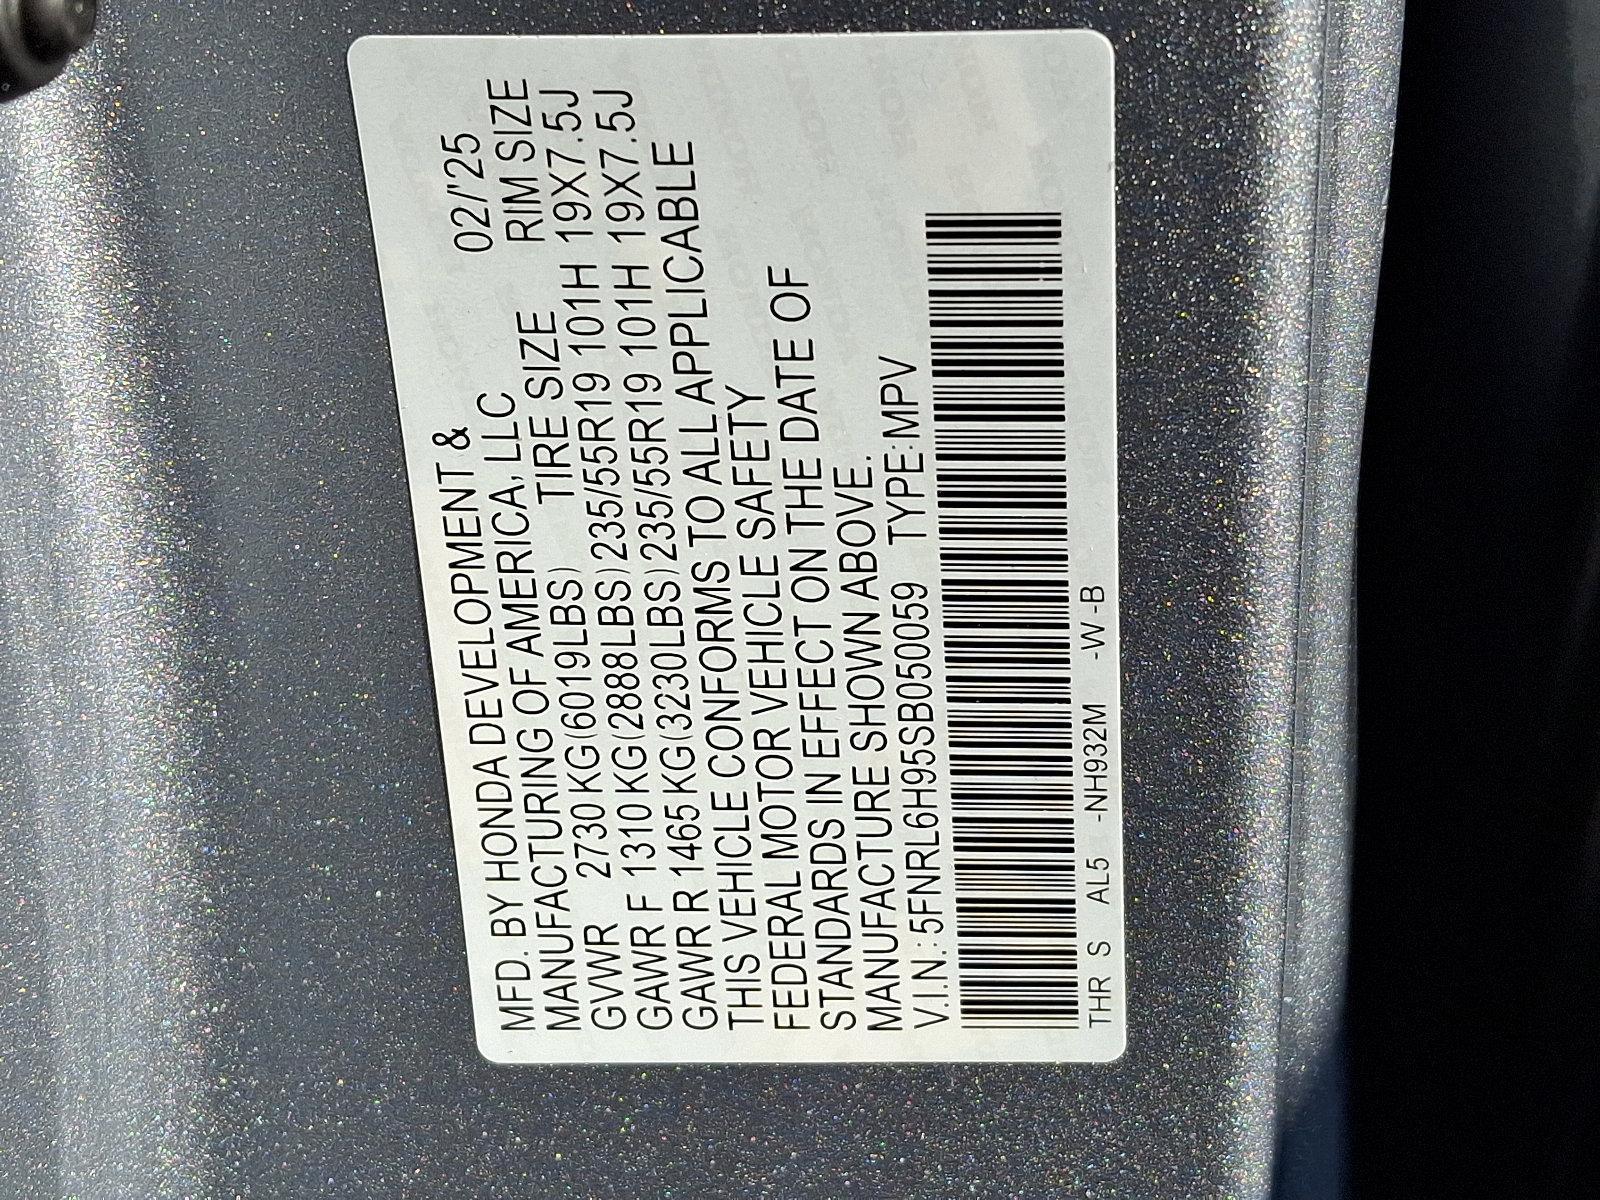 MFD. BY HONDA DEVELOPMENT & 02/'25
MANUFACTURING OF AMERICA, LLC RIM SIZE
TIRE SIZE
GVWR 2730 KG(6019LBS) 235/55R19 101H 19X7.5J
GAWR F 1310 KG(2888LBS) 235/55R19 101H 19X7.5J
GAWR R 1465 KG(3230LBS)
THIS VEHICLE CONFORMS TO ALL APPLICABLE
FEDERAL MOTOR VEHICLE SAFETY
STANDARDS IN EFFECT ON THE DATE OF
MANUFACTURE SHOWN ABOVE.
V.I.N.: 5FNRL6H95SB050059 TYPE: MPV
THR S AL5 -NH932M -W -B